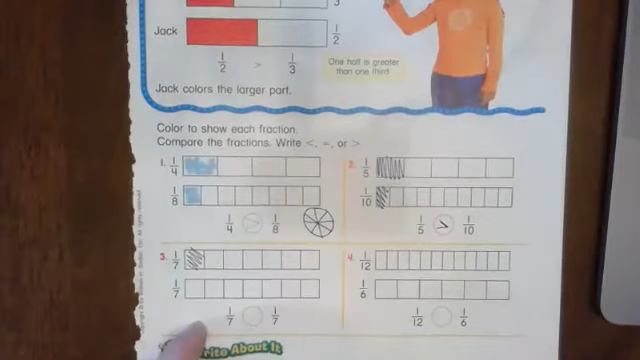 3
Jack
1/2
1/2 > 1/3
One half is greater
than one third.
Jack colors the larger part.
Color to show each fraction.
Compare the fractions. Write <, =, or >.
1. 1/4
1/8
1/4 > 1/8
2. 1/5
1/10
1/5 > 1/10
3. 1/7
1/7
1/7 1/7
4. 1/12
1/6
1/12 1/6
Write About It